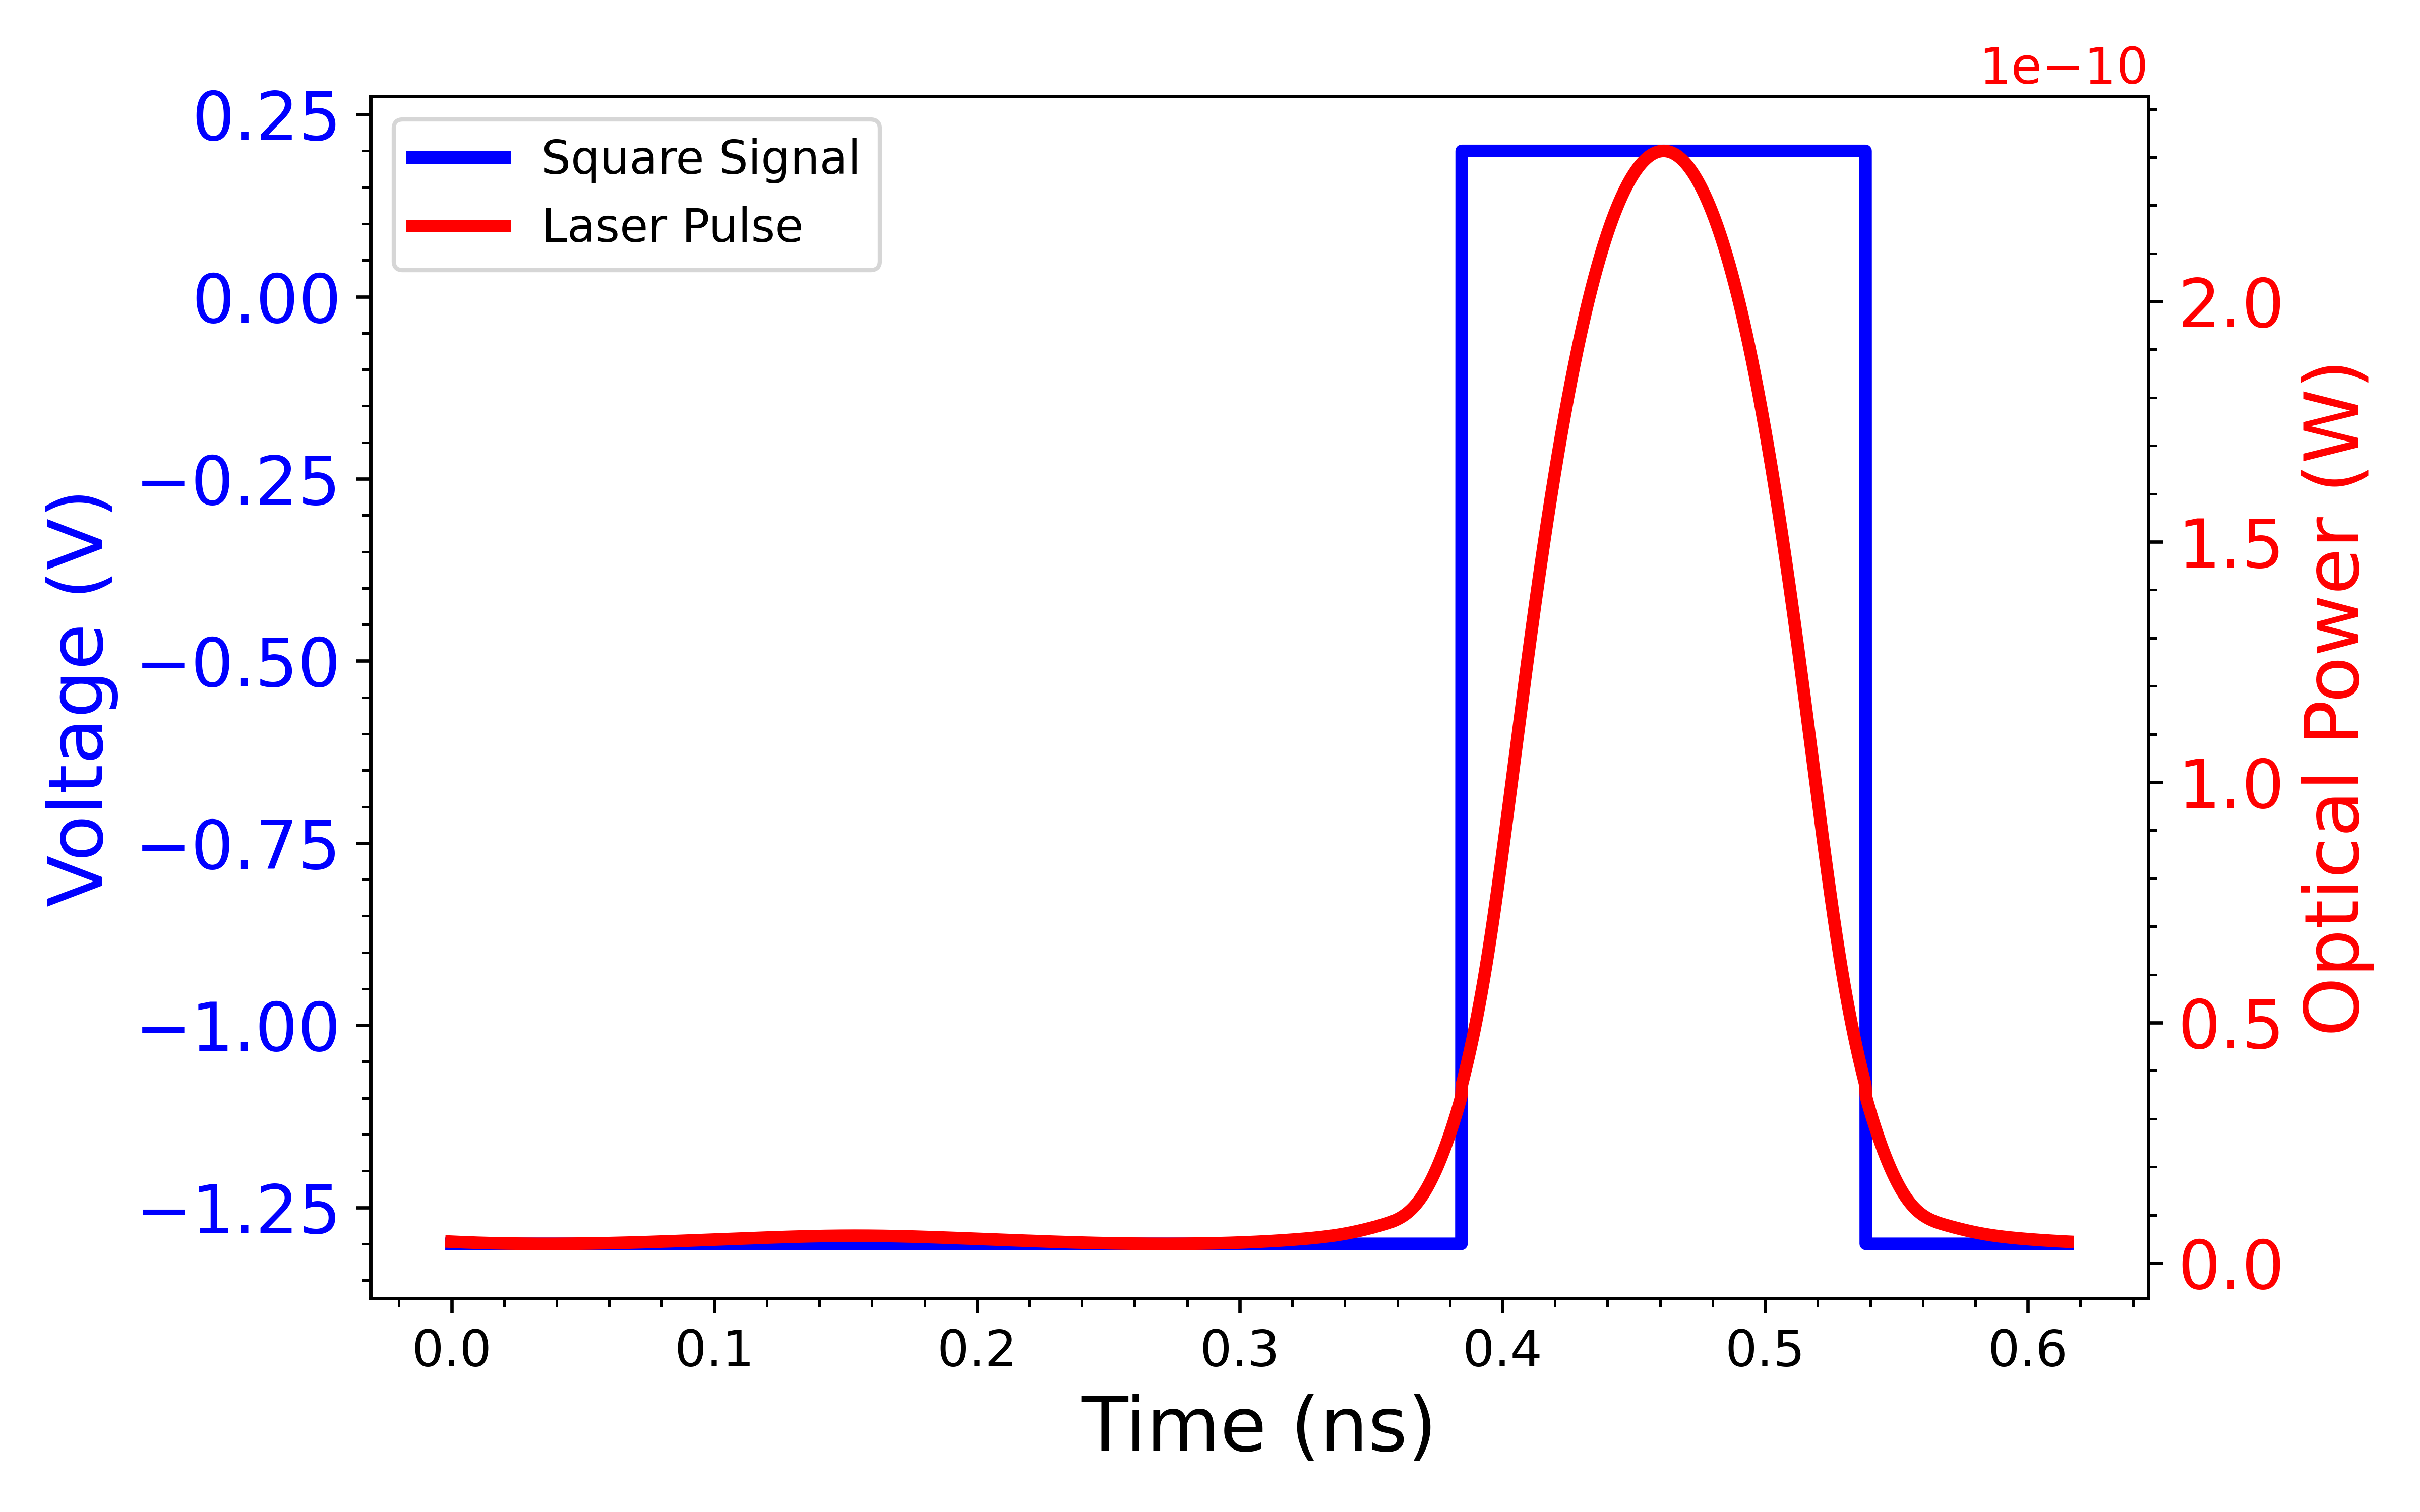 1e−10
0.25
0.00
−0.25
−0.50
−0.75
−1.00
−1.25
Voltage (V)
Square Signal
Laser Pulse
2.0
1.5
1.0
0.5
0.0
Optical Power (W)
0.0 0.1 0.2 0.3 0.4 0.5 0.6
Time (ns)